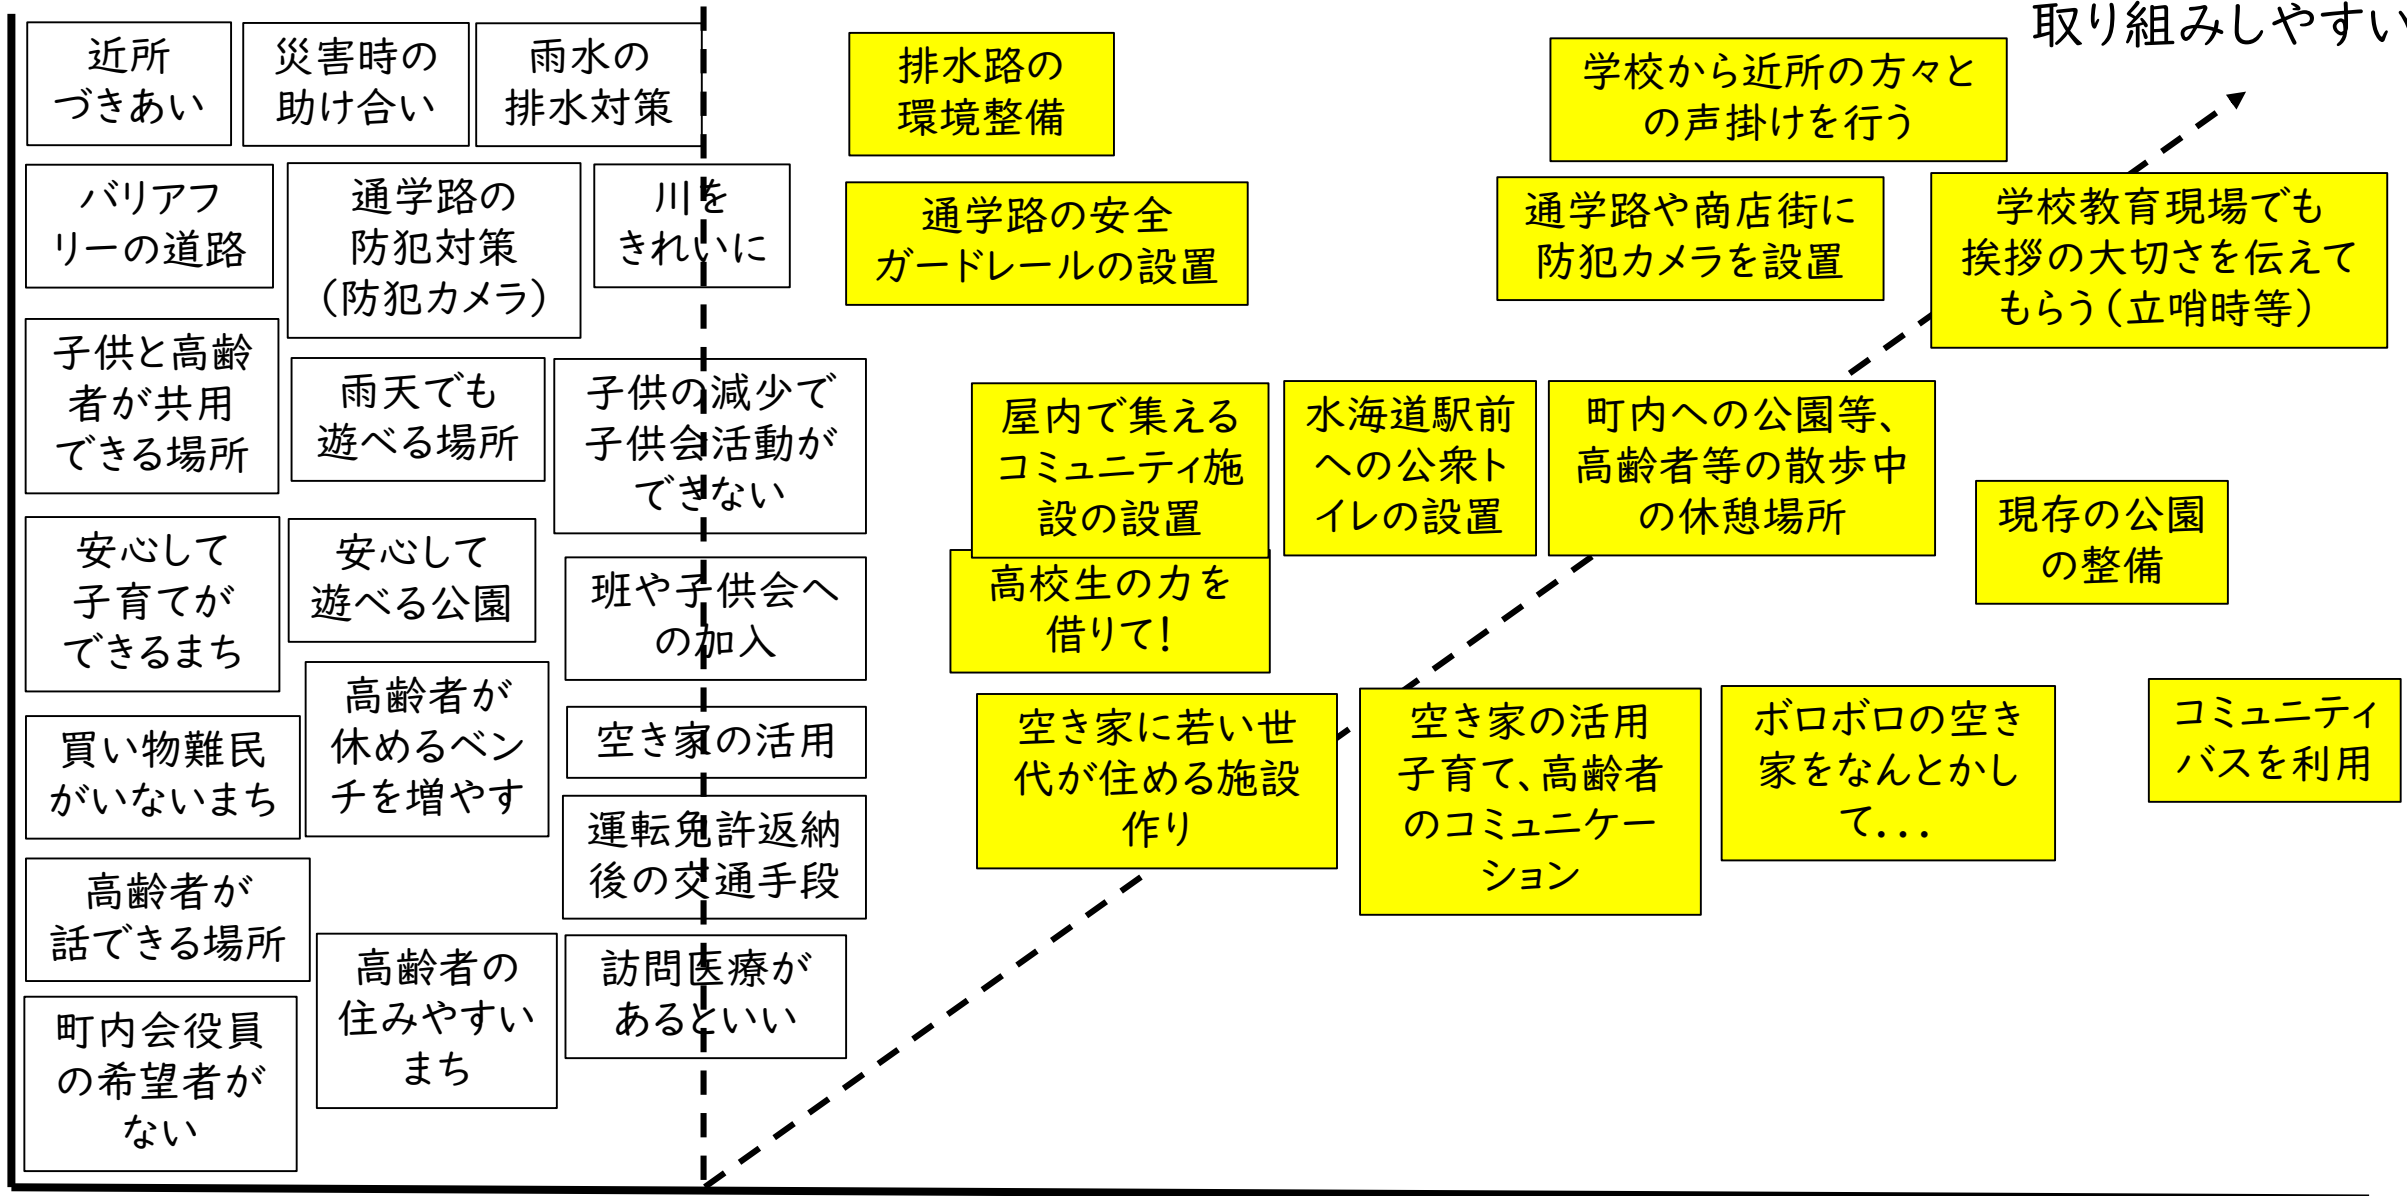 取り組みしやすい
近所
づきあい
災害時の
助け合い
雨水の
排水対策
排水路の
環境整備
学校から近所の方々と
の声掛けを行う
バリアフ
リーの道路
通学路の
防犯対策
(防犯カメラ)
川を
きれいに
通学路の安全
ガードレールの設置
通学路や商店街に
防犯カメラを設置
学校教育現場でも
挨拶の大切さを伝えて
もらう(立哨時等)
子供と高齢
者が共用
できる場所
雨天でも
遊べる場所
子供の減少で
子供会活動が
できない
屋内で集える
コミュニティ施
設の設置
水海道駅前
への公衆ト
イレの設置
町内への公園等、
高齢者等の散歩中
の休憩場所
現存の公園
の整備
安心して
子育てが
できるまち
安心して
遊べる公園
班や子供会へ
の加入
高校生の力を
借りて!
買い物難民
がいないまち
高齢者が
休めるベン
チを増やす
空き家の活用
空き家に若い世
代が住める施設
作り
空き家の活用
子育て、高齢者
のコミュニケー
ション
ボロボロの空き
家をなんとかし
て...
コミュニティ
バスを利用
運転免許返納
後の交通手段
高齢者が
話できる場所
高齢者の
住みやすい
まち
訪問医療が
あるといい
町内会役員
の希望者が
ない